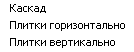 Каскад
Плитки горизонтально
Плитки вертикально